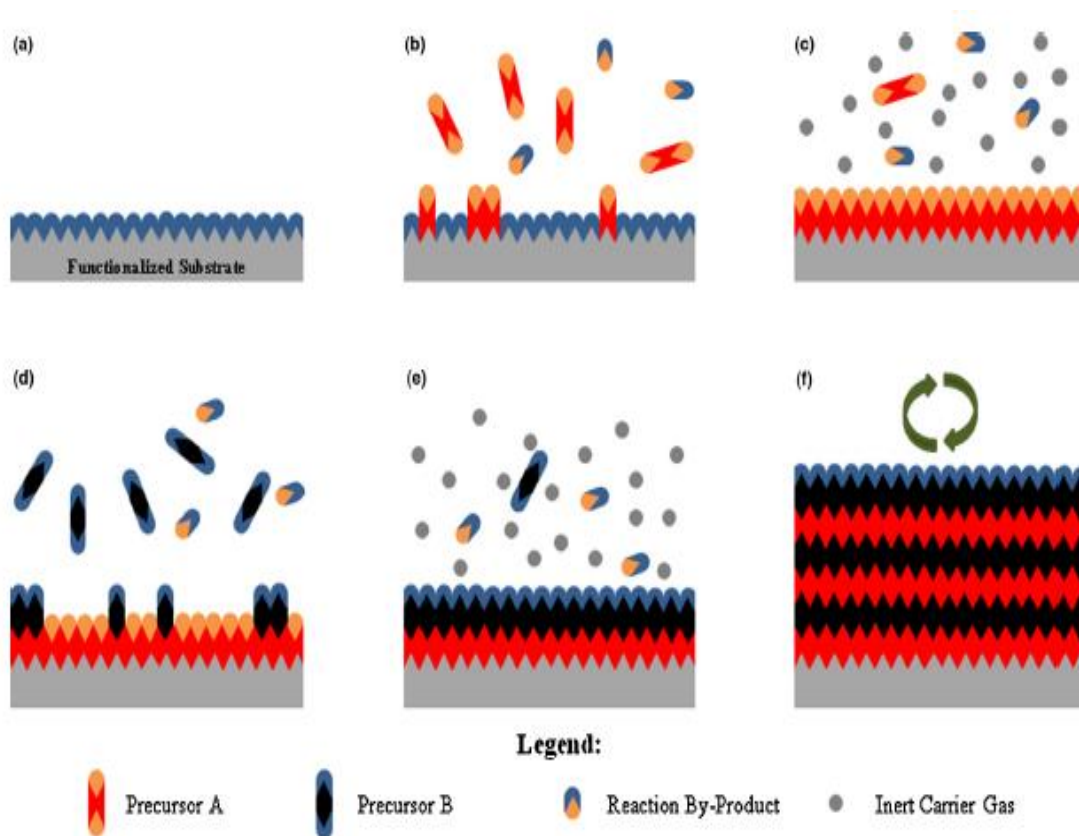 (a)
(b)
(c)
Functionalized Substrate
(d)
(e)
(f)
Legend:
Precursor A
Precursor B
Reaction By-Product
Inert Carrier Gas